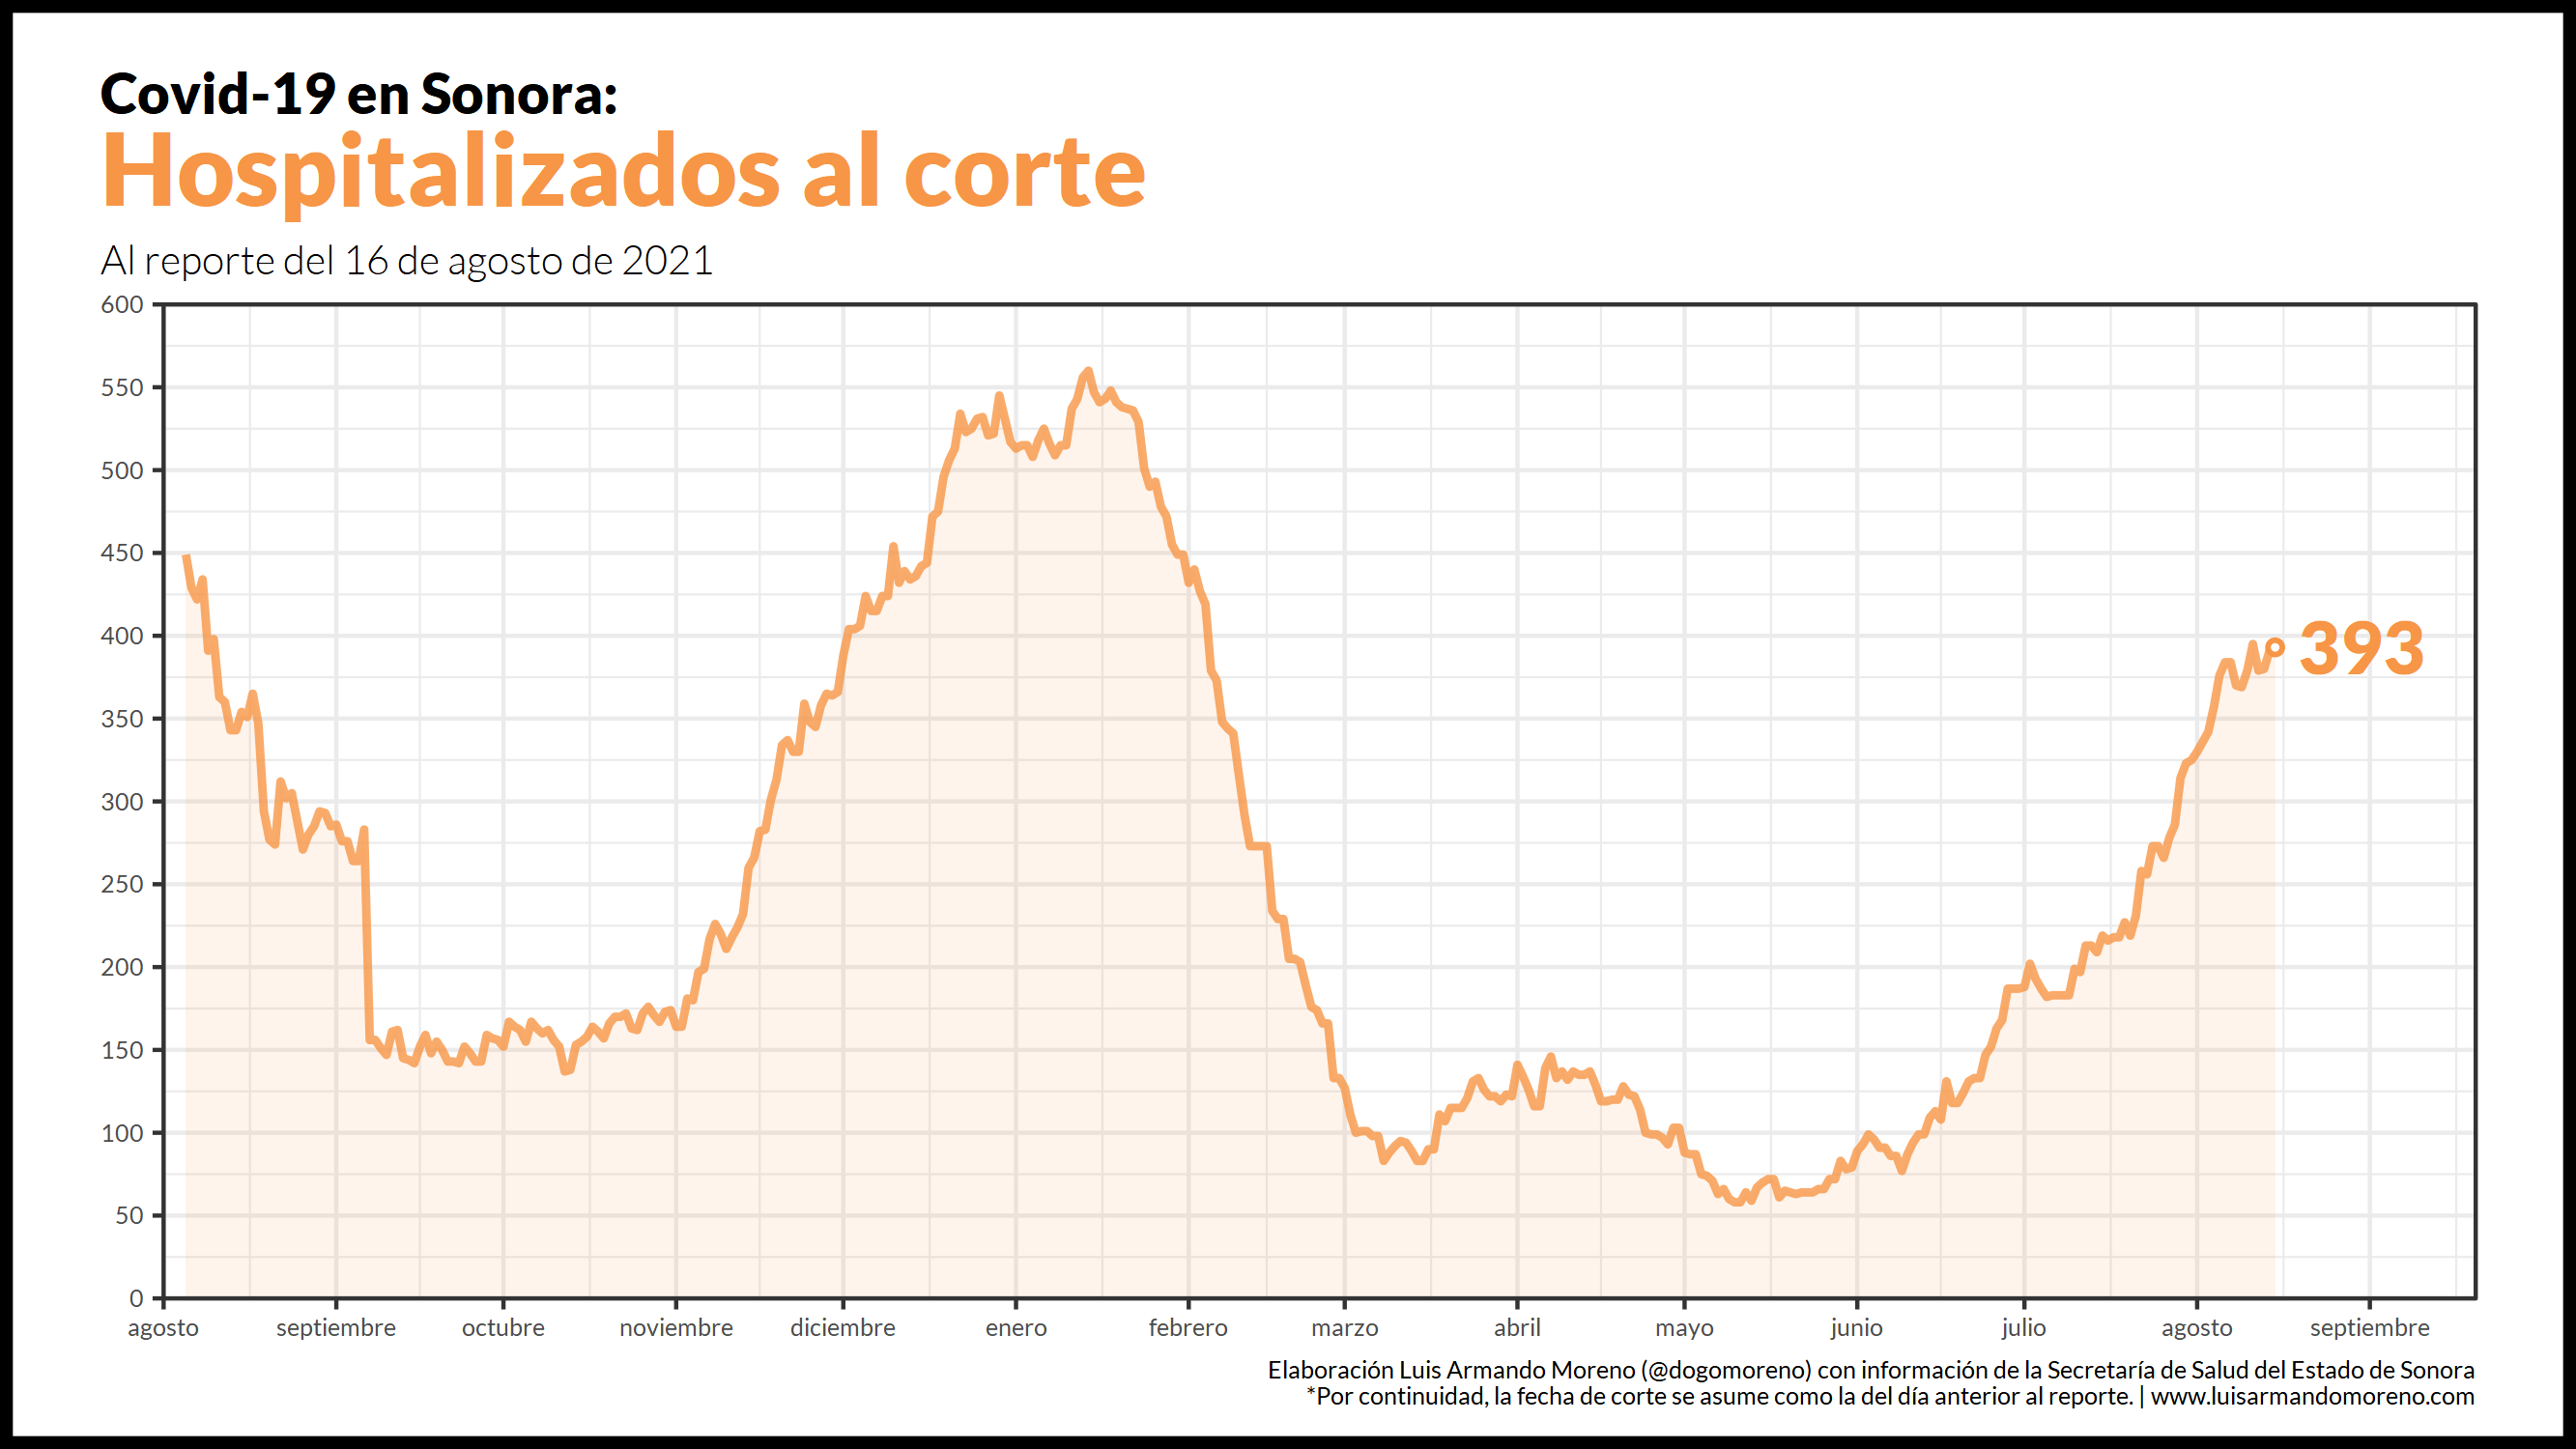 Covid-19 en Sonora:
Hospitalizados al corte
Al reporte del 16 de agosto de 2021
600
550
500
450
400
350
300
250
200
150
100
50
0
393
agosto septiembre octubre noviembre diciembre enero febrero marzo abril mayo junio julio agosto septiembre
Elaboración Luis Armando Moreno (@dogomoreno) con información de la Secretaría de Salud del Estado de Sonora
*Por continuidad, la fecha de corte se asume como la del día anterior al reporte. | www.luisarmandomoreno.com